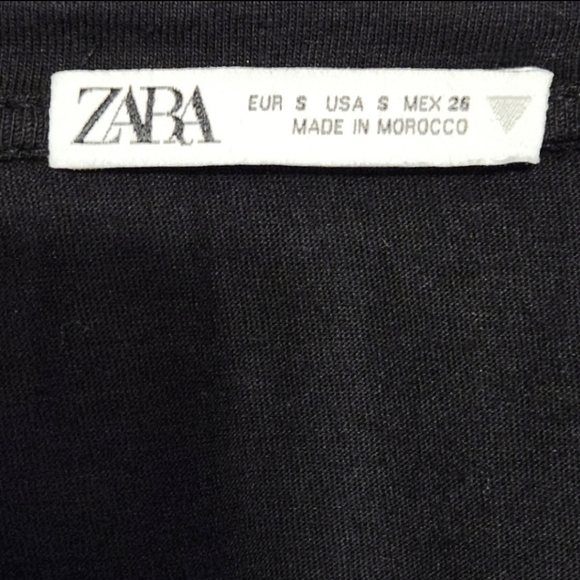 ZARA
EUR S USA S MEX 26
MADE IN MOROCCO